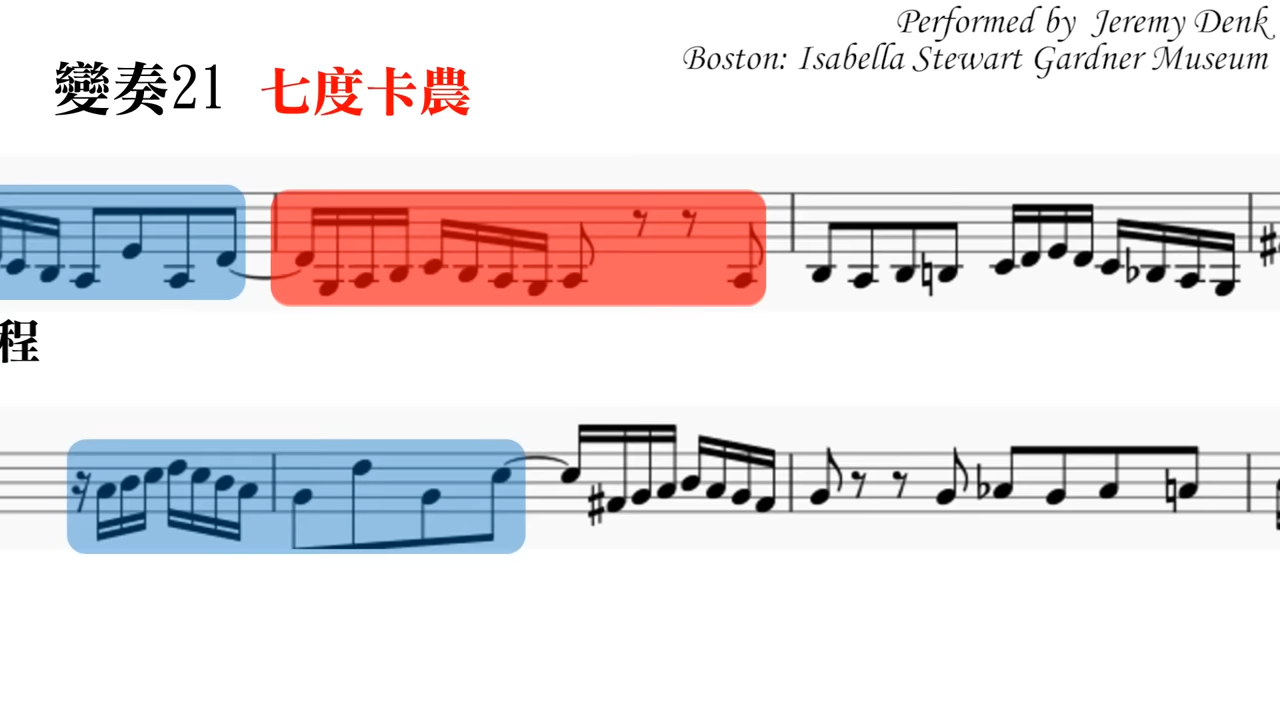 Performed by Jeremy Denk
Boston: Isabella Stewart Gardner Museum
變奏21 七度卡農
程